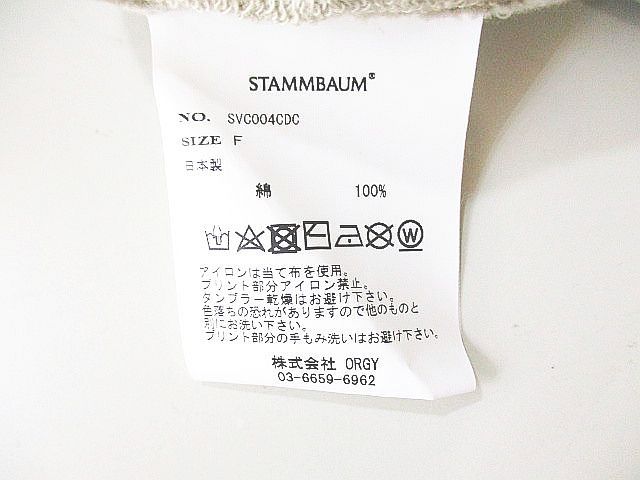 STAMMBAUM®
NO. SVC004CDC
SIZE F
日本製
綿 100%
W
アイロンは当て布を使用。
プリント部分アイロン禁止。
タンブラー乾燥はお避け下さい。
色落ちの恐れがありますので他のものと
別にお洗い下さい。
プリント部分の手もみ洗いはお避け下さい。
株式会社 ORGY
03-6659-6962